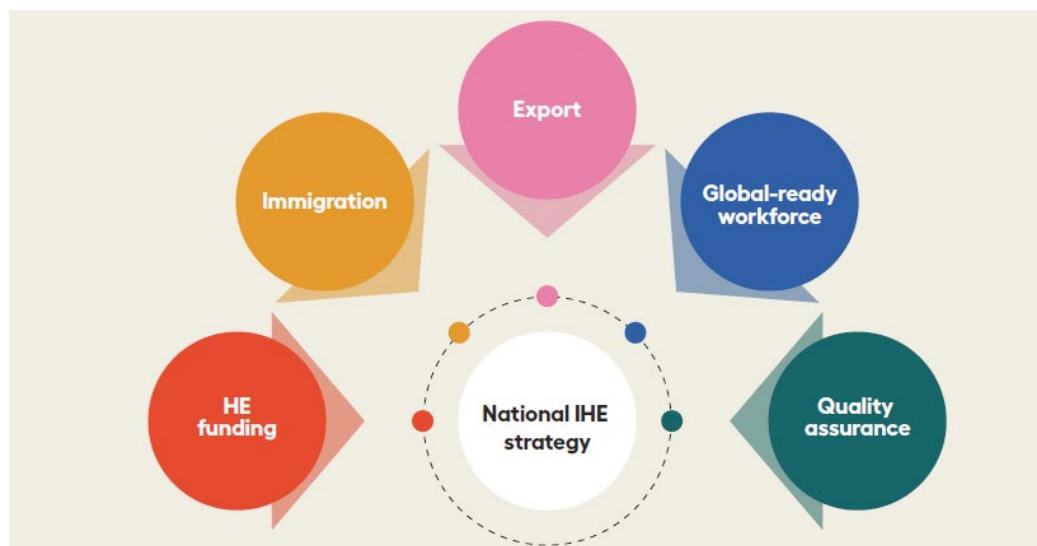 Export
Immigration
Global-ready
workforce
HE
funding
National IHE
strategy
Quality
assurance